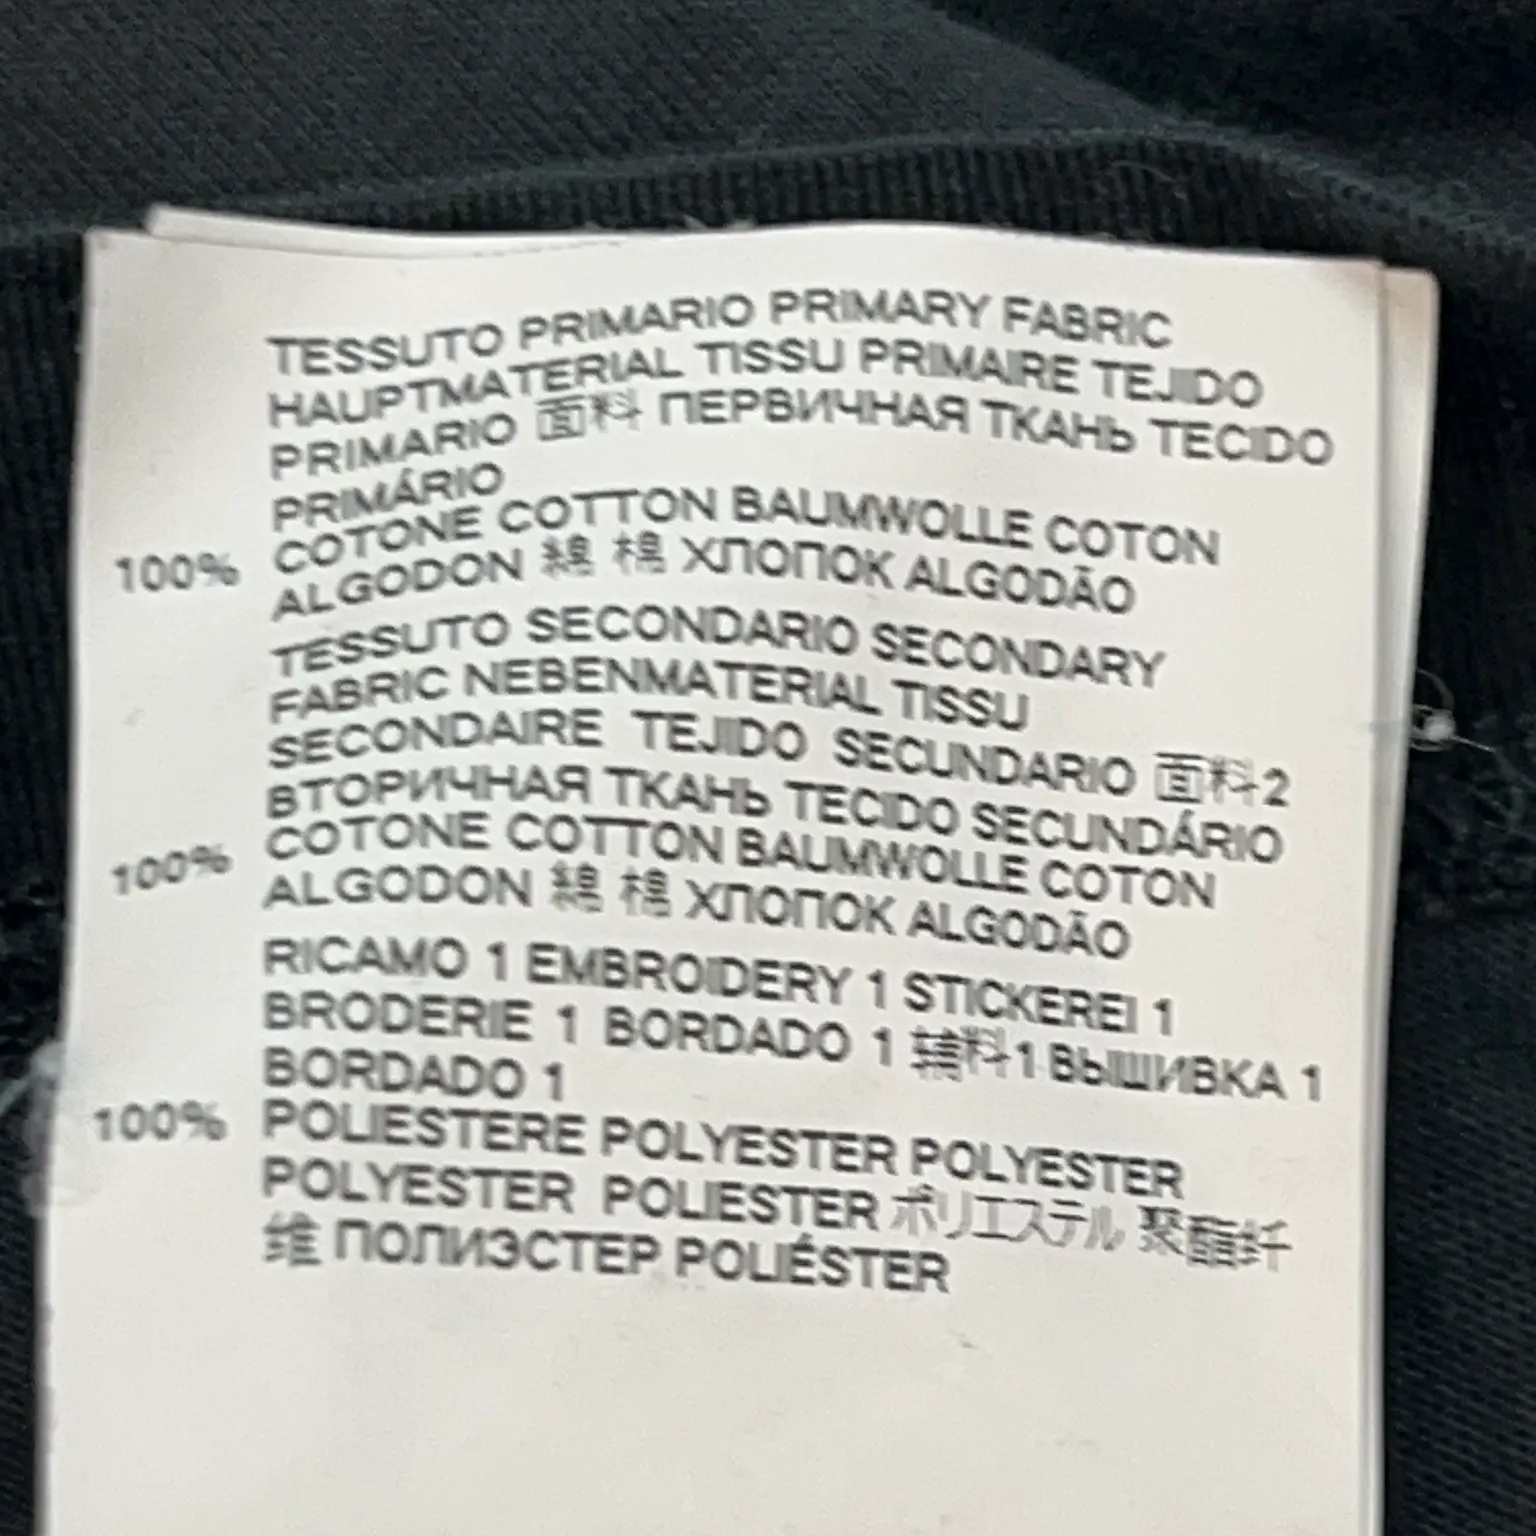 TESSUTO PRIMARIO PRIMARY FABRIC
HAUPTMATERIAL TISSU PRIMAIRE TEJIDO
PRIMARIO 面料 ПЕРВИЧНАЯ ТКАНЬ TECIDO
PRIMÁRIO
100% COTONE COTTON BAUMWOLLE COTON
ALGODON 綿 棉 ХЛОПОК ALGODÃO
TESSUTO SECONDARIO SECONDARY
FABRIC NEBENMATERIAL TISSU
SECONDAIRE TEJIDO SECUNDARIO 面料2
ВТОРИЧНАЯ ТКАНЬ TECIDO SECUNDÁRIO
100% COTONE COTTON BAUMWOLLE COTON
ALGODON 綿 棉 ХЛОПОК ALGODÃO
RICAMO 1 EMBROIDERY 1 STICKEREI 1
BRODERIE 1 BORDADO 1 辅料1 ВЫШИВКА 1
BORDADO 1
100% POLIESTERE POLYESTER POLYESTER
POLYESTER POLIESTER ポリエステル 聚酯纤
维 ПОЛИЭСТЕР POLIÉSTER